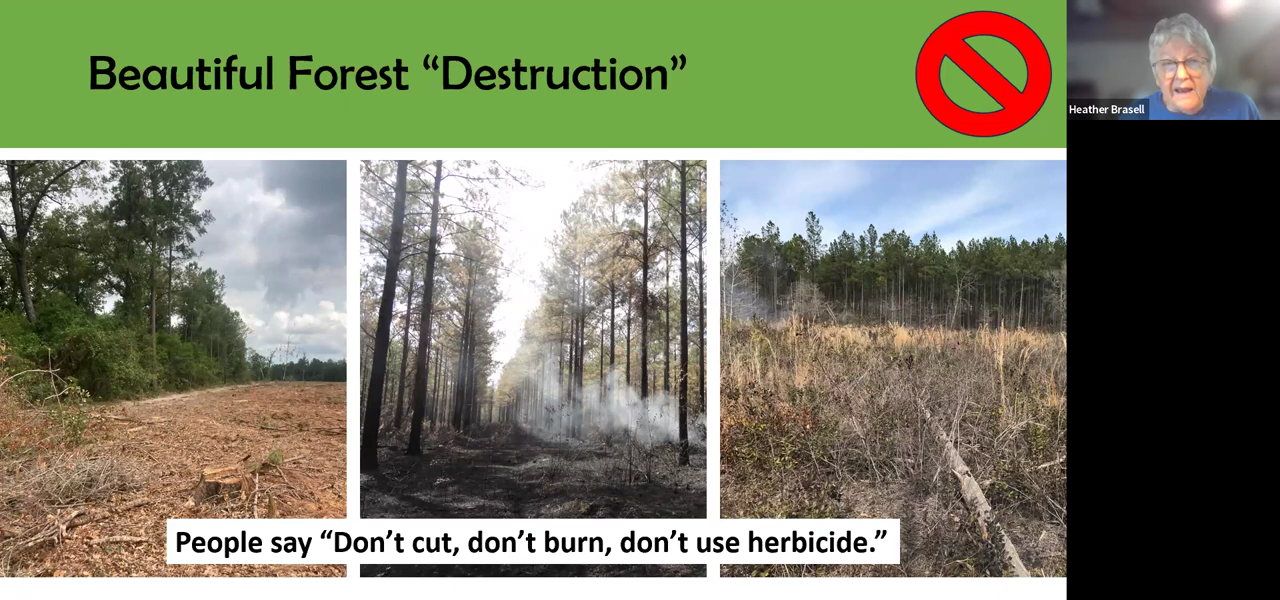 Beautiful Forest “Destruction”
Heather Brasell
People say “Don’t cut, don’t burn, don’t use herbicide.”